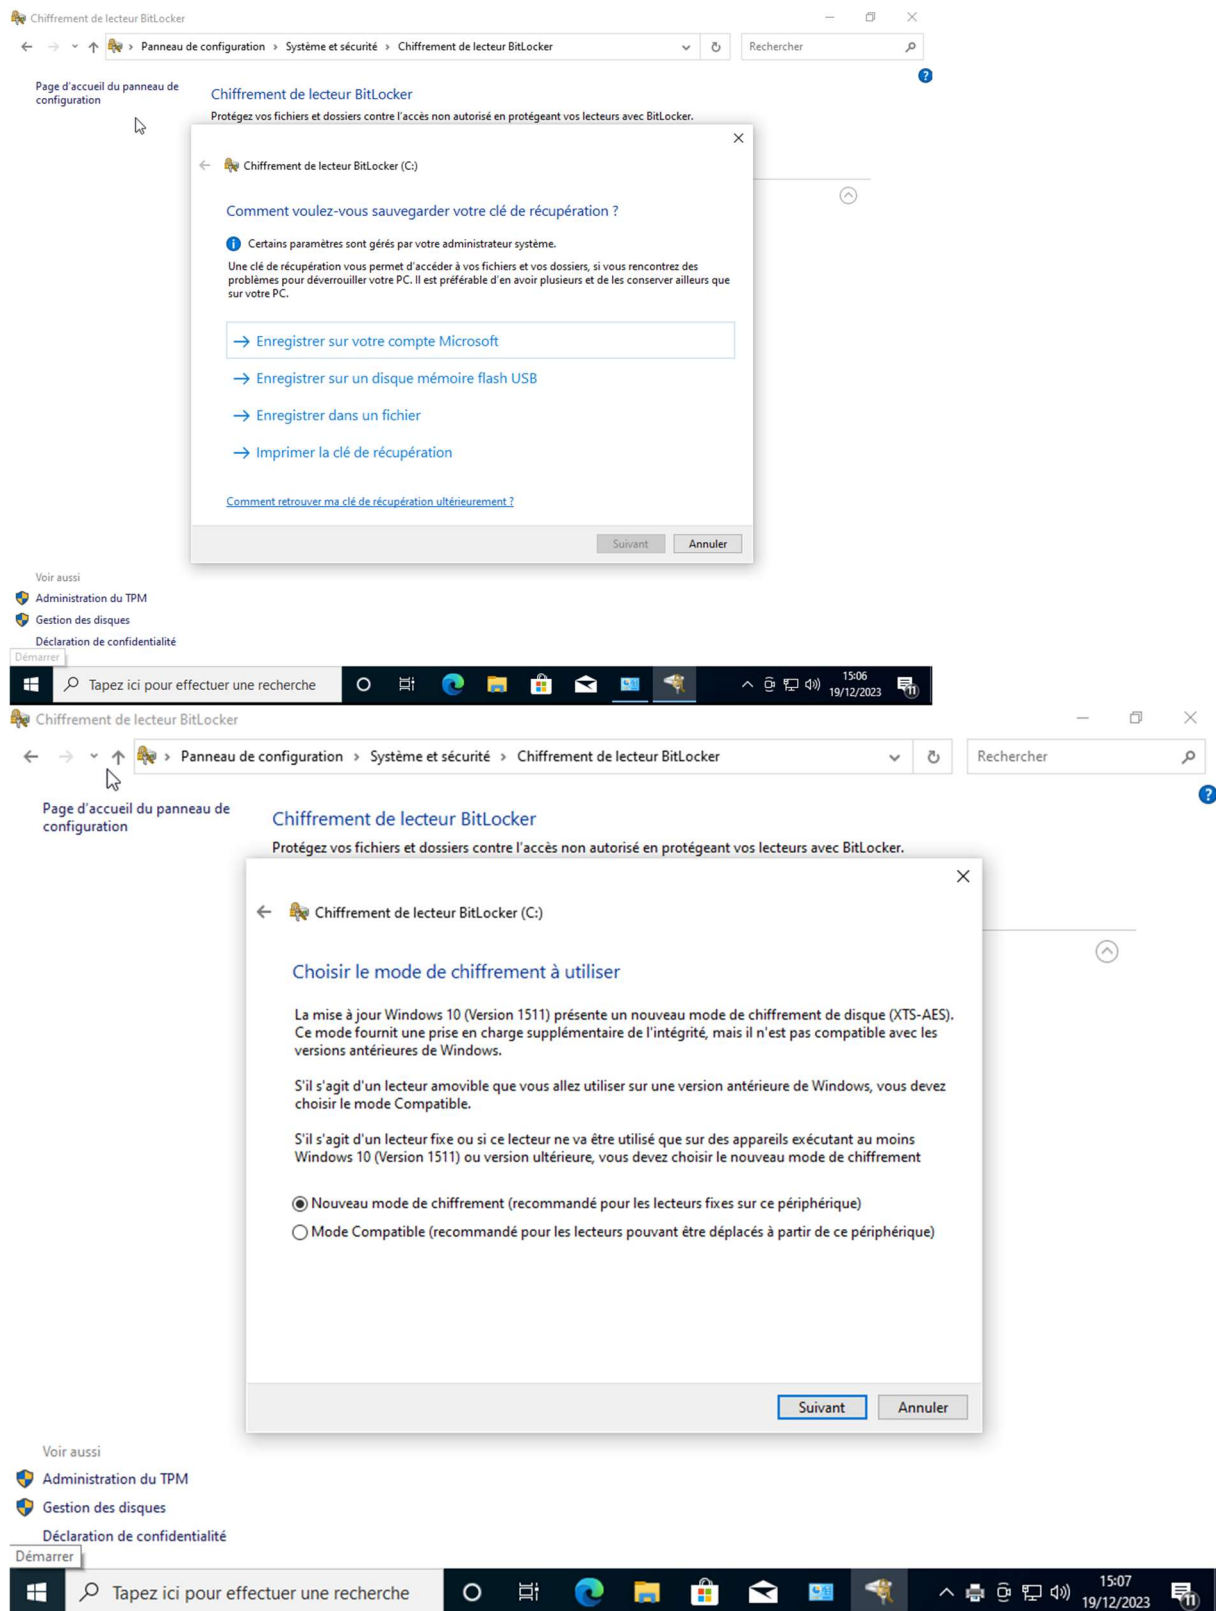 Chiffrement de lecteur BitLocker
Panneau de configuration > Système et sécurité > Chiffrement de lecteur BitLocker
Rechercher
Page d'accueil du panneau de
configuration
Chiffrement de lecteur BitLocker
Protégez vos fichiers et dossiers contre l'accès non autorisé en protégeant vos lecteurs avec BitLocker.
Chiffrement de lecteur BitLocker (C:)
Comment voulez-vous sauvegarder votre clé de récupération ?
Certains paramètres sont gérés par votre administrateur système.
Une clé de récupération vous permet d'accéder à vos fichiers et vos dossiers, si vous rencontrez des
problèmes pour déverrouiller votre PC. Il est préférable d'en avoir plusieurs et de les conserver ailleurs que
sur votre PC.
→ Enregistrer sur votre compte Microsoft
→ Enregistrer sur un disque mémoire flash USB
→ Enregistrer dans un fichier
→ Imprimer la clé de récupération
Comment retrouver ma clé de récupération ultérieurement ?
Suivant
Annuler
Voir aussi
Administration du TPM
Gestion des disques
Déclaration de confidentialité
Démarrer
Tapez ici pour effectuer une recherche
15:06
19/12/2023
11
Chiffrement de lecteur BitLocker
Panneau de configuration > Système et sécurité > Chiffrement de lecteur BitLocker
Rechercher
Page d'accueil du panneau de
configuration
Chiffrement de lecteur BitLocker
Protégez vos fichiers et dossiers contre l'accès non autorisé en protégeant vos lecteurs avec BitLocker.
Chiffrement de lecteur BitLocker (C:)
Choisir le mode de chiffrement à utiliser
La mise à jour Windows 10 (Version 1511) présente un nouveau mode de chiffrement de disque (XTS-AES).
Ce mode fournit une prise en charge supplémentaire de l'intégrité, mais il n'est pas compatible avec les
versions antérieures de Windows.
S'il s'agit d'un lecteur amovible que vous allez utiliser sur une version antérieure de Windows, vous devez
choisir le mode Compatible.
S'il s'agit d'un lecteur fixe ou si ce lecteur ne va être utilisé que sur des appareils exécutant au moins
Windows 10 (Version 1511) ou version ultérieure, vous devez choisir le nouveau mode de chiffrement
Nouveau mode de chiffrement (recommandé pour les lecteurs fixes sur ce périphérique)
Mode Compatible (recommandé pour les lecteurs pouvant être déplacés à partir de ce périphérique)
Suivant
Annuler
Voir aussi
Administration du TPM
Gestion des disques
Déclaration de confidentialité
Démarrer
Tapez ici pour effectuer une recherche
15:07
19/12/2023
11